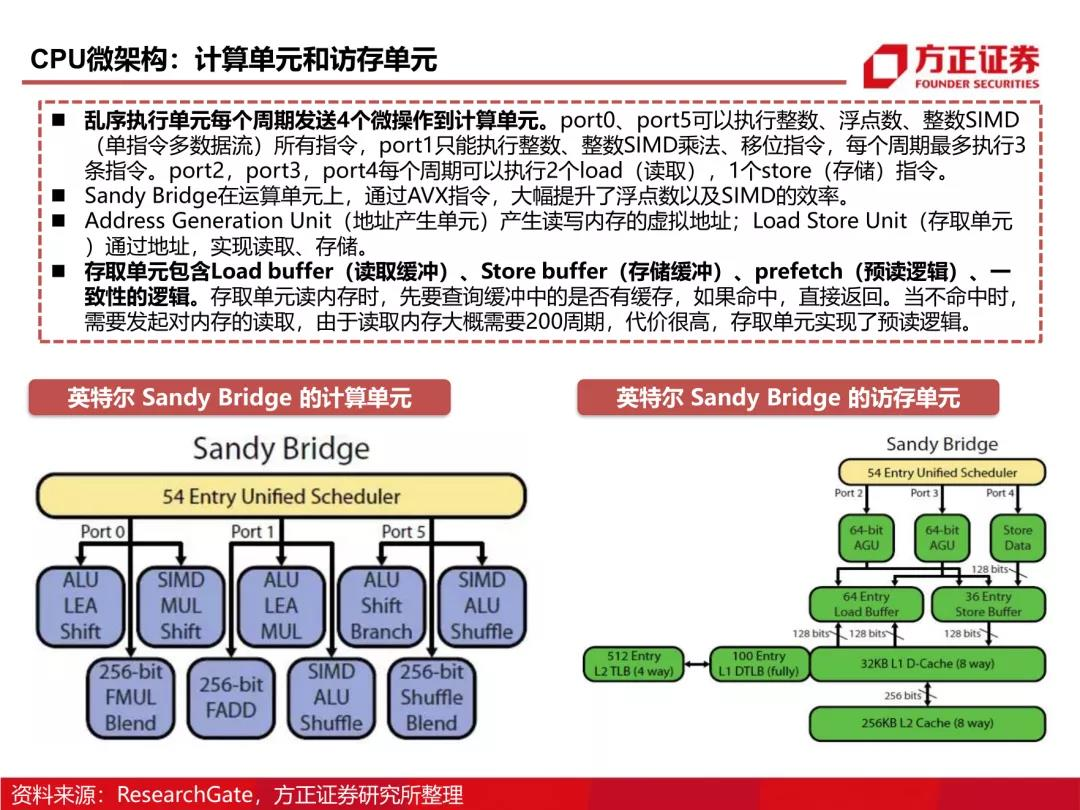 CPU微架构：计算单元和访存单元
方正证券
FOUNDER SECURITIES
■ 乱序执行单元每个周期发送4个微操作到计算单元。port0、port5可以执行整数、浮点数、整数SIMD
（单指令多数据流）所有指令，port1只能执行整数、整数SIMD乘法、移位指令，每个周期最多执行3
条指令。port2，port3，port4每个周期可以执行2个load（读取），1个store（存储）指令。
■ Sandy Bridge在运算单元上，通过AVX指令，大幅提升了浮点数以及SIMD的效率。
■ Address Generation Unit（地址产生单元）产生读写内存的虚拟地址；Load Store Unit（存取单元
）通过地址，实现读取、存储。
■ 存取单元包含Load buffer（读取缓冲）、Store buffer（存储缓冲）、prefetch（预读逻辑）、一
致性的逻辑。存取单元读内存时，先要查询缓冲中的是否有缓存，如果命中，直接返回。当不命中时，
需要发起对内存的读取，由于读取内存大概需要200周期，代价很高，存取单元实现了预读逻辑。
英特尔 Sandy Bridge 的计算单元
Sandy Bridge
54 Entry Unified Scheduler
Port 0
Port 1
Port 5
ALU
LEA
Shift
SIMD
MUL
Shift
ALU
LEA
MUL
ALU
Shift
Branch
SIMD
ALU
Shuffle
256-bit
FMUL
Blend
256-bit
FADD
SIMD
ALU
Shuffle
256-bit
Shuffle
Blend
英特尔 Sandy Bridge 的访存单元
Sandy Bridge
54 Entry Unified Scheduler
Port 2
Port 3
Port 4
64-bit
AGU
64-bit
AGU
Store
Data
128 bits
64 Entry
Load Buffer
36 Entry
Store Buffer
128 bits
128 bits
128 bits
512 Entry
L2 TLB (4 way)
100 Entry
L1 DTLB (fully)
32KB L1 D-Cache (8 way)
256 bits
256KB L2 Cache (8 way)
资料来源：ResearchGate，方正证券研究所整理